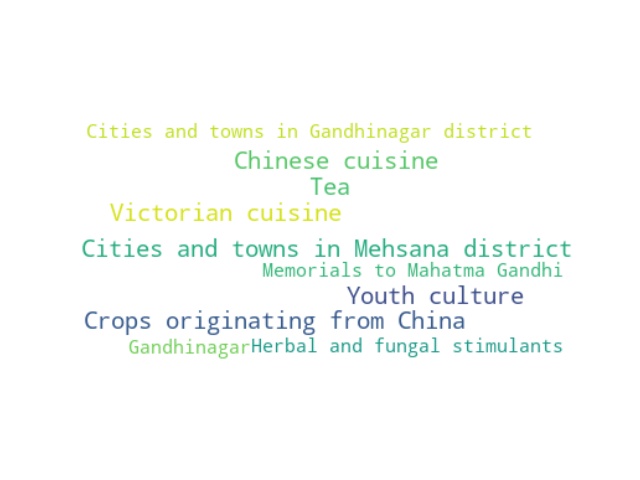 Cities and towns in Gandhinagar district
Chinese cuisine
Tea
Victorian cuisine
Cities and towns in Mehsana district
Memorials to Mahatma Gandhi
Youth culture
Crops originating from China
Gandhinagar
Herbal and fungal stimulants